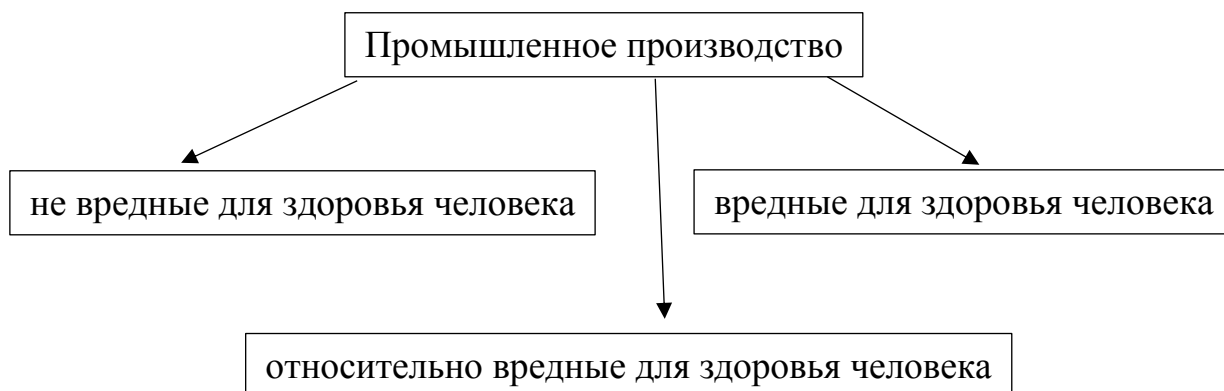 Промышленное производство
не вредные для здоровья человека
вредные для здоровья человека
относительно вредные для здоровья человека